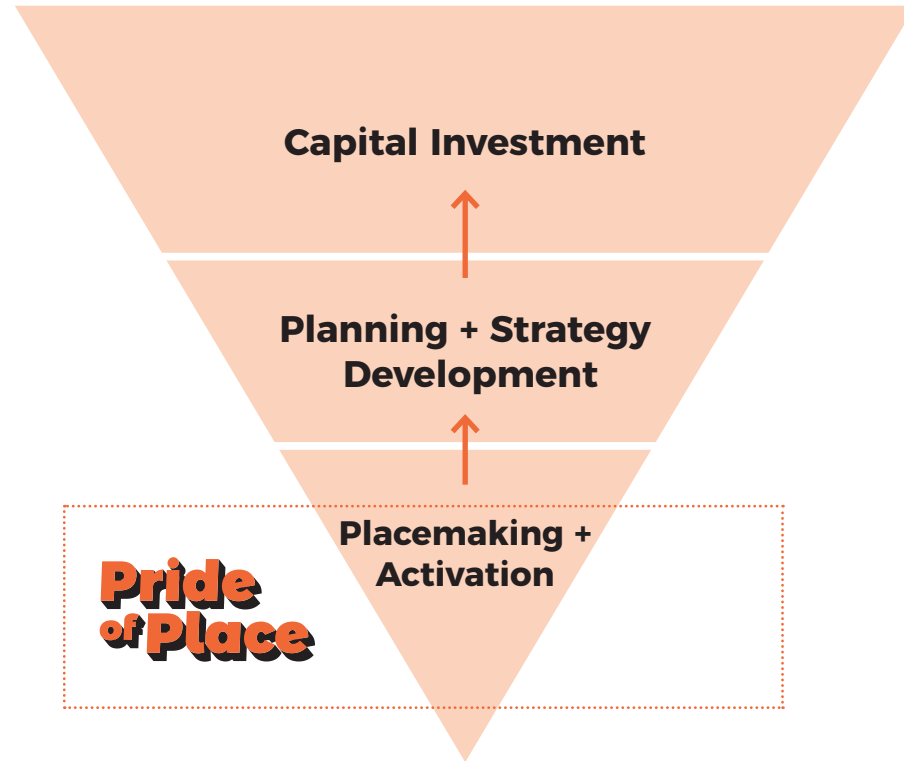 Capital Investment
Planning + Strategy
Development
Placemaking +
Activation
Pride
of Place